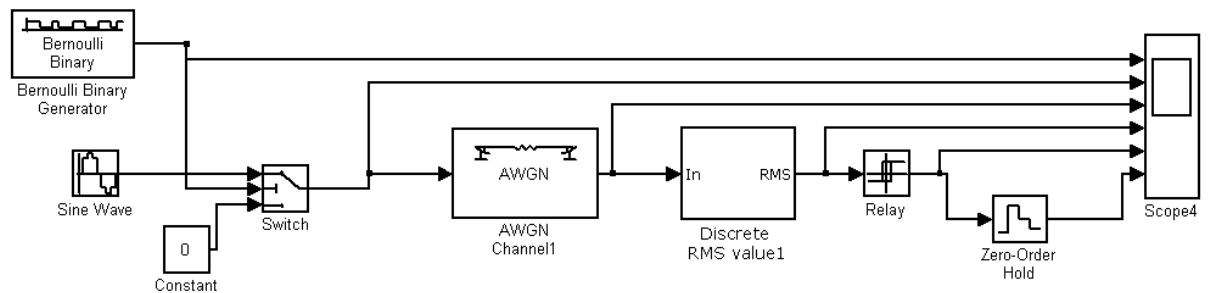 Bernoulli
Binary
Bernoulli Binary
Generator
Sine Wave
Switch
0
Constant
AWGN
AWGN
Channel1
In RMS
Discrete
RMS value1
Relay
Zero-Order
Hold
Scope4